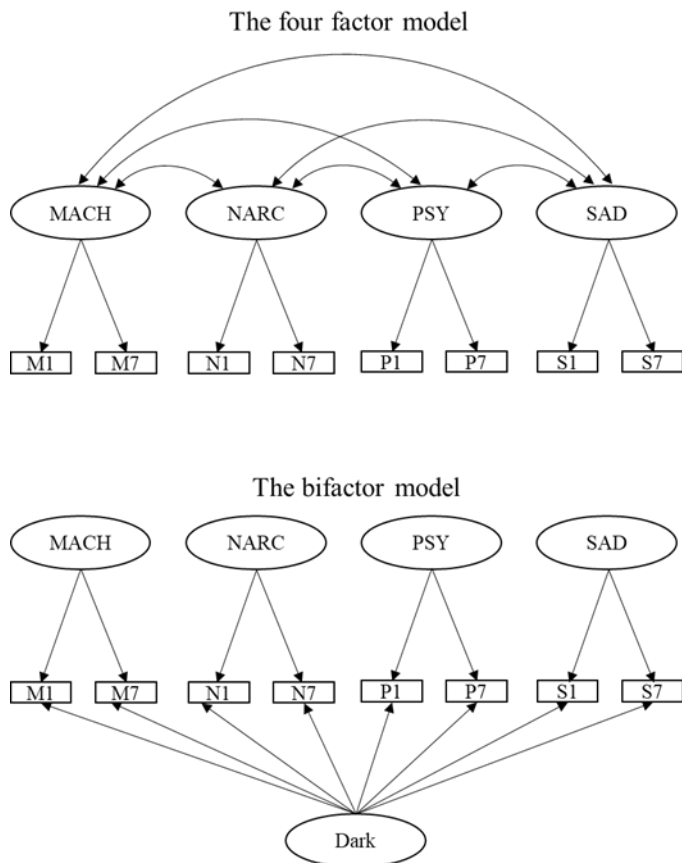 The four factor model
MACH NARC PSY SAD
M1 M7 N1 N7 P1 P7 S1 S7
The bifactor model
MACH NARC PSY SAD
M1 M7 N1 N7 P1 P7 S1 S7
Dark